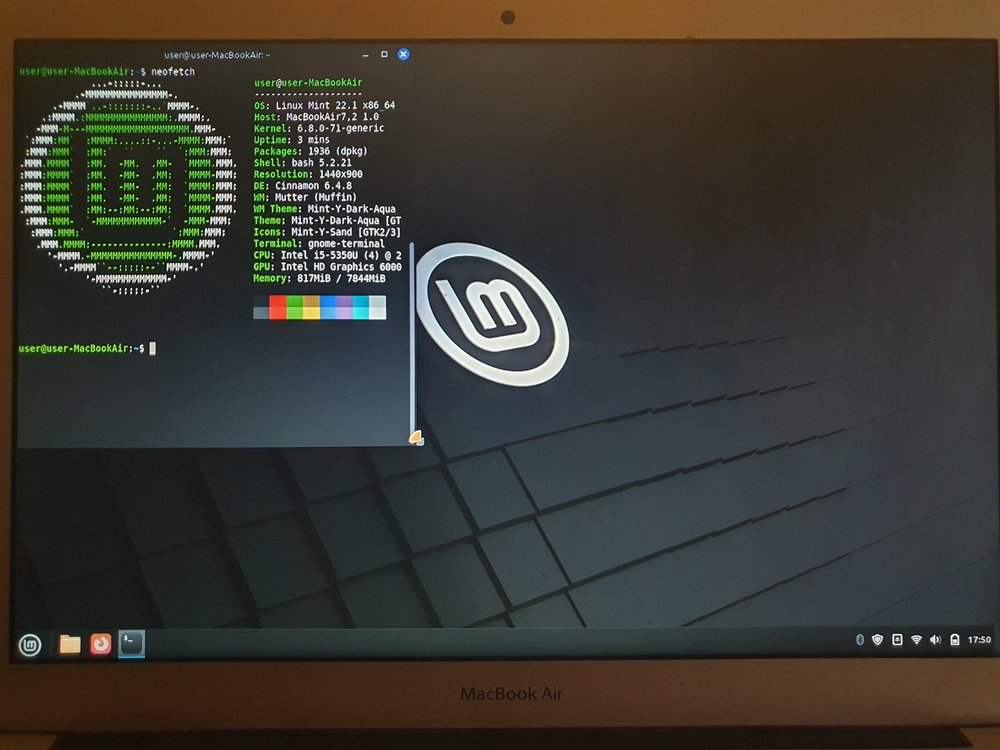 user@user-MacBookAir: ~
user@user-MacBookAir:~$ neofetch
user@user-MacBookAir
--------------------
OS: Linux Mint 22.1 x86_64
Host: MacBookAir7,2 1.0
Kernel: 6.8.0-71-generic
Uptime: 3 mins
Packages: 1936 (dpkg)
Shell: bash 5.2.21
Resolution: 1440x900
DE: Cinnamon 6.4.8
WM: Mutter (Muffin)
WM Theme: Mint-Y-Dark-Aqua
Theme: Mint-Y-Dark-Aqua [GT
Icons: Mint-Y-Sand [GTK2/3]
Terminal: gnome-terminal
CPU: Intel i5-5350U (4) @ 2
GPU: Intel HD Graphics 6000
Memory: 817MiB / 7844MiB
user@user-MacBookAir:~$
17:50
MacBook Air